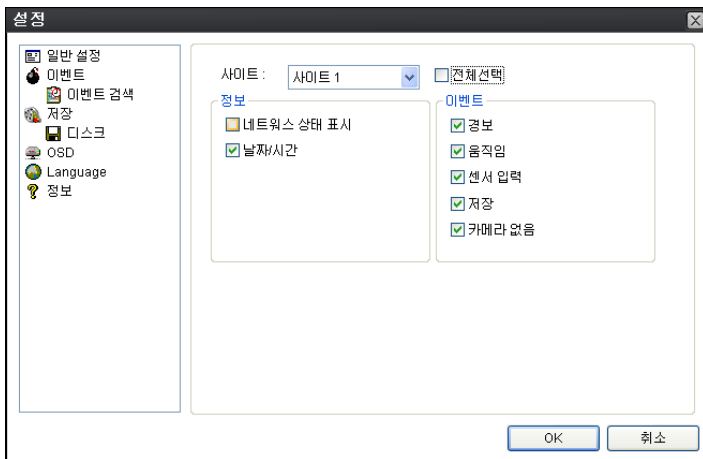 설정
일반 설정
이벤트
이벤트 검색
저장
디스크
OSD
Language
정보
사이트 : 사이트 1 전체선택
정보
네트워스 상태 표시
날짜/시간
이벤트
경보
움직임
센서 입력
저장
카메라 없음
OK 취소